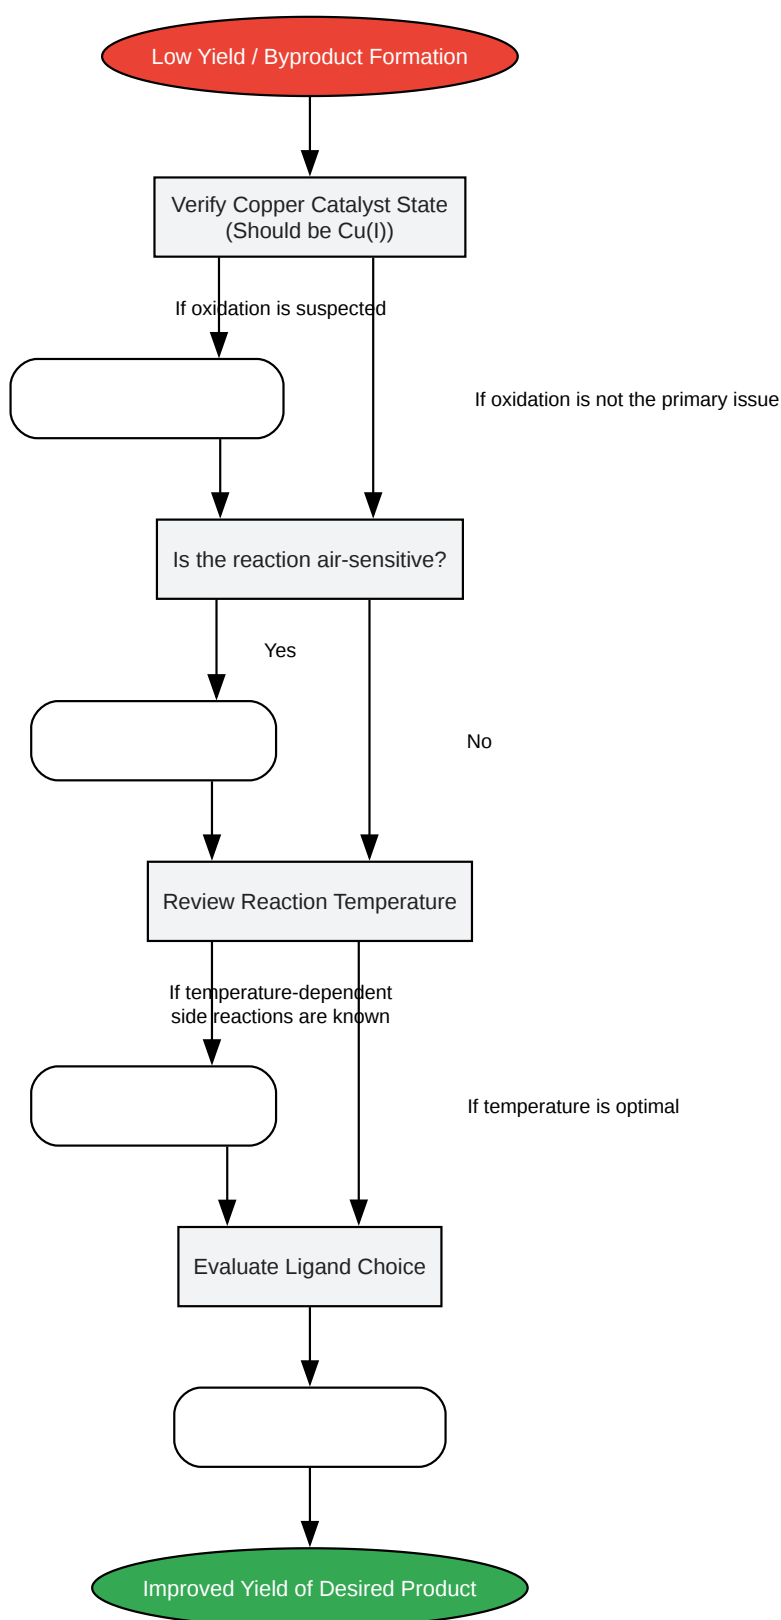 Low Yield / Byproduct Formation
Verify Copper Catalyst State
(Should be Cu(I))
If oxidation is suspected
If oxidation is not the primary issue
Is the reaction air-sensitive?
Yes
No
Review Reaction Temperature
If temperature-dependent
side reactions are known
If temperature is optimal
Evaluate Ligand Choice
Improved Yield of Desired Product